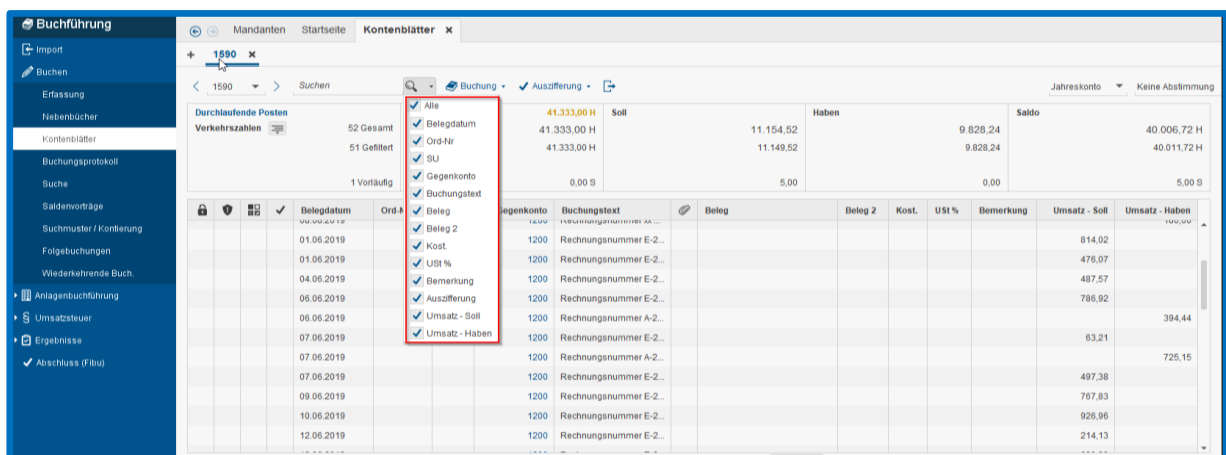 Buchführung
Import
Buchen
Erfassung
Nebenbücher
Kontenblätter
Buchungsprotokoll
Suche
Saldenvorträge
Suchmuster / Kontierung
Folgebuchungen
Wiederkehrende Buch.
Anlagenbuchführung
Umsatzsteuer
Ergebnisse
Abschluss (Fibu)
Mandanten Startseite Kontenblätter
1590
1590 Suchen Buchung Auszifferung Jahreskonto Keine Abstimmung
Alle
Belegdatum
Ord-Nr
SU
Gegenkonto
Buchungstext
Beleg
Beleg 2
Kost.
USt %
Bemerkung
Auszifferung
Umsatz - Soll
Umsatz - Haben
Durchlaufende Posten 41.333,00 H Soll Haben Saldo
Verkehrszahlen 52 Gesamt 41.333,00 H 11.154,52 9.828,24 40.006,72 H
51 Gefiltert 41.333,00 H 11.149,52 9.828,24 40.011,72 H
1 Vorläufig 0,00 S 5,00 0,00 5,00 S
Belegdatum Gegenkonto Buchungstext Beleg Beleg 2 Kost. USt % Bemerkung Umsatz - Soll Umsatz - Haben
01.06.2019 1200 Rechnungsnummer E-2... 814,02
01.06.2019 1200 Rechnungsnummer E-2... 476,07
04.06.2019 1200 Rechnungsnummer E-2... 487,57
06.06.2019 1200 Rechnungsnummer E-2... 786,92
06.06.2019 1200 Rechnungsnummer A-2... 394,44
07.06.2019 1200 Rechnungsnummer E-2... 63,21
07.06.2019 1200 Rechnungsnummer A-2... 725,15
07.06.2019 1200 Rechnungsnummer E-2... 497,38
09.06.2019 1200 Rechnungsnummer E-2... 767,83
10.06.2019 1200 Rechnungsnummer E-2... 926,96
12.06.2019 1200 Rechnungsnummer E-2... 214,13